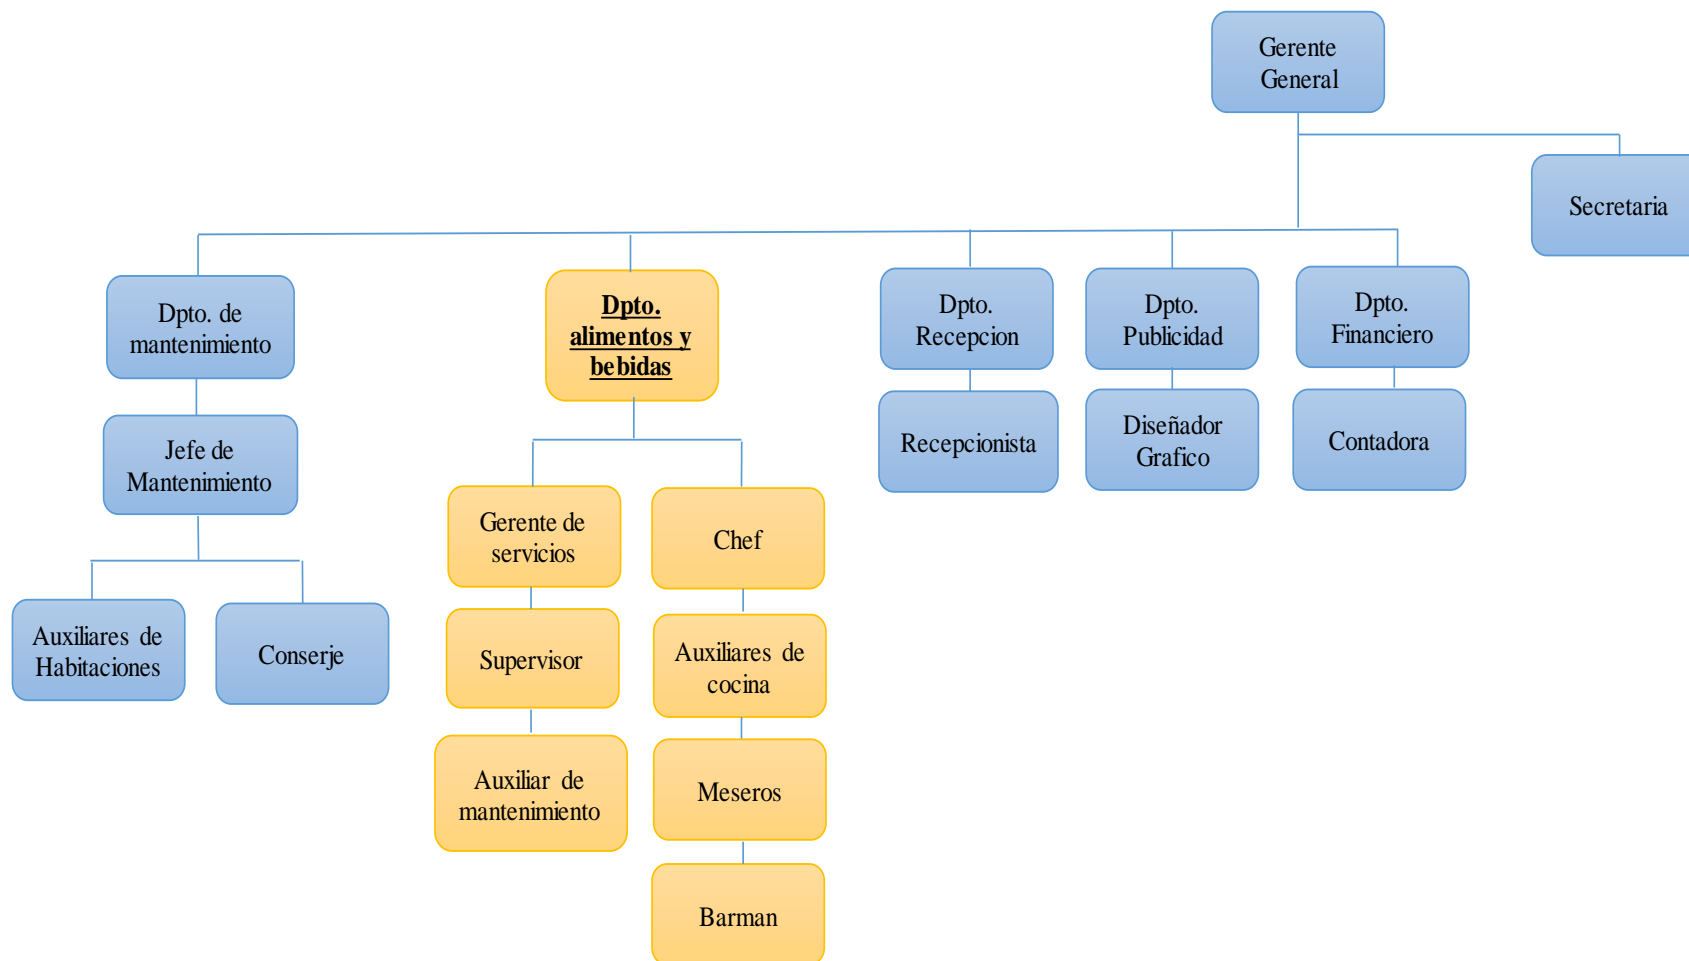 Gerente
General
Secretaria
Dpto. de
mantenimiento
Dpto.
alimentos y
bebidas
Dpto.
Recepcion
Dpto.
Publicidad
Dpto.
Financiero
Jefe de
Mantenimiento
Recepcionista
Diseñador
Grafico
Contadora
Gerente de
servicios
Chef
Auxiliares de
Habitaciones
Conserje
Supervisor
Auxiliares de
cocina
Auxiliar de
mantenimiento
Meseros
Barman